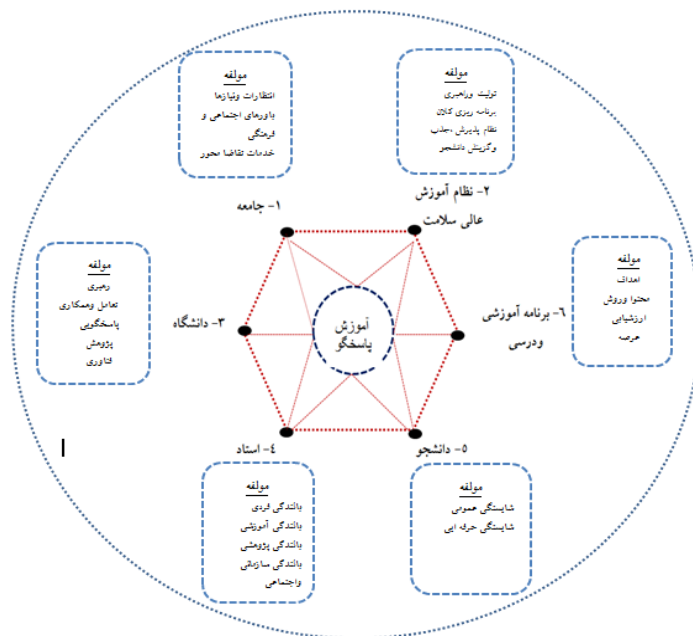 مولفه
انتظارات ونیازها
باورهای اجتماعی و
فرهنگی
خدمات تقاضا محور
مولفه
تولیت وراهبری
برنامه ریزی کلان
نظام پذیرش ،جذب
وگزینش دانشجو
۱- جامعه
۲- نظام آموزش
عالی سلامت
مولفه
رهبری
تعامل وهمکاری
پاسخگویی
پژوهش
فناوری
۳- دانشگاه
آموزش
پاسخگو
۶- برنامه آموزشی
ودرسی
مولفه
اهداف
محتوا وروش
ارزشیابی
عرصه
۴- استاد
۵- دانشجو
مولفه
بالندگی فردی
بالندگی آموزشی
بالندگی پژوهشی
بالندگی سازمانی
واجتماعی
مولفه
شایستگی عمومی
شایستگی حرفه ایی